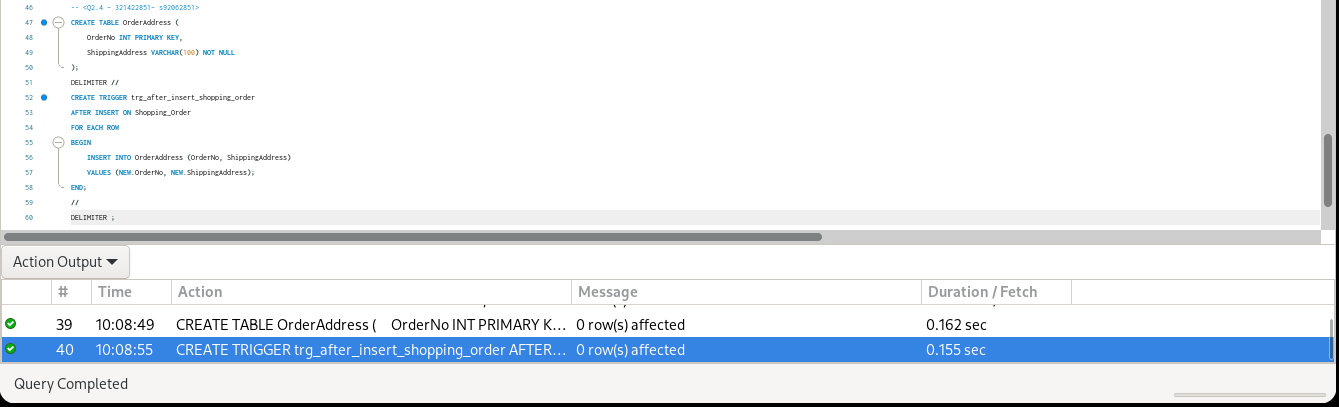 46 -- <Q2.4 - 321422851- s92062851>
47 CREATE TABLE OrderAddress (
48 OrderNo INT PRIMARY KEY,
49 ShippingAddress VARCHAR(100) NOT NULL
50 );
51 DELIMITER //
52 CREATE TRIGGER trg_after_insert_shopping_order
53 AFTER INSERT ON Shopping_Order
54 FOR EACH ROW
55 BEGIN
56 INSERT INTO OrderAddress (OrderNo, ShippingAddress)
57 VALUES (NEW.OrderNo, NEW.ShippingAddress);
58 END;
59 //
60 DELIMITER ;
Action Output
# Time Action Message Duration / Fetch
39 10:08:49 CREATE TABLE OrderAddress ( OrderNo INT PRIMARY K... 0 row(s) affected 0.162 sec
40 10:08:55 CREATE TRIGGER trg_after_insert_shopping_order AFTER... 0 row(s) affected 0.155 sec
Query Completed